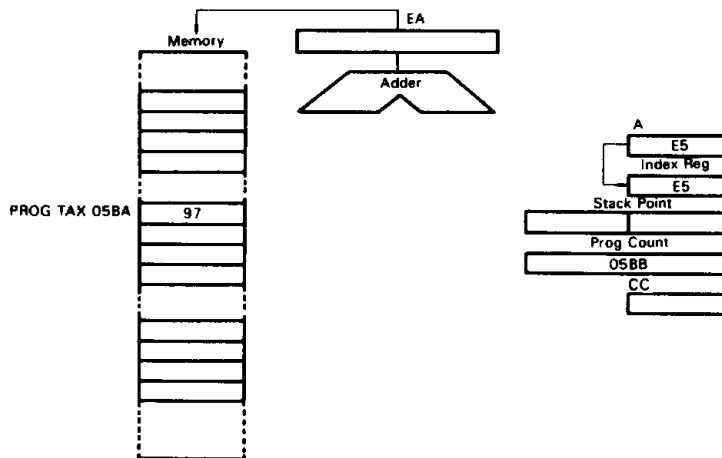 EA
Memory
Adder
A
E5
Index Reg
E5
PROG TAX 05BA
97
Stack Point
Prog Count
05BB
CC